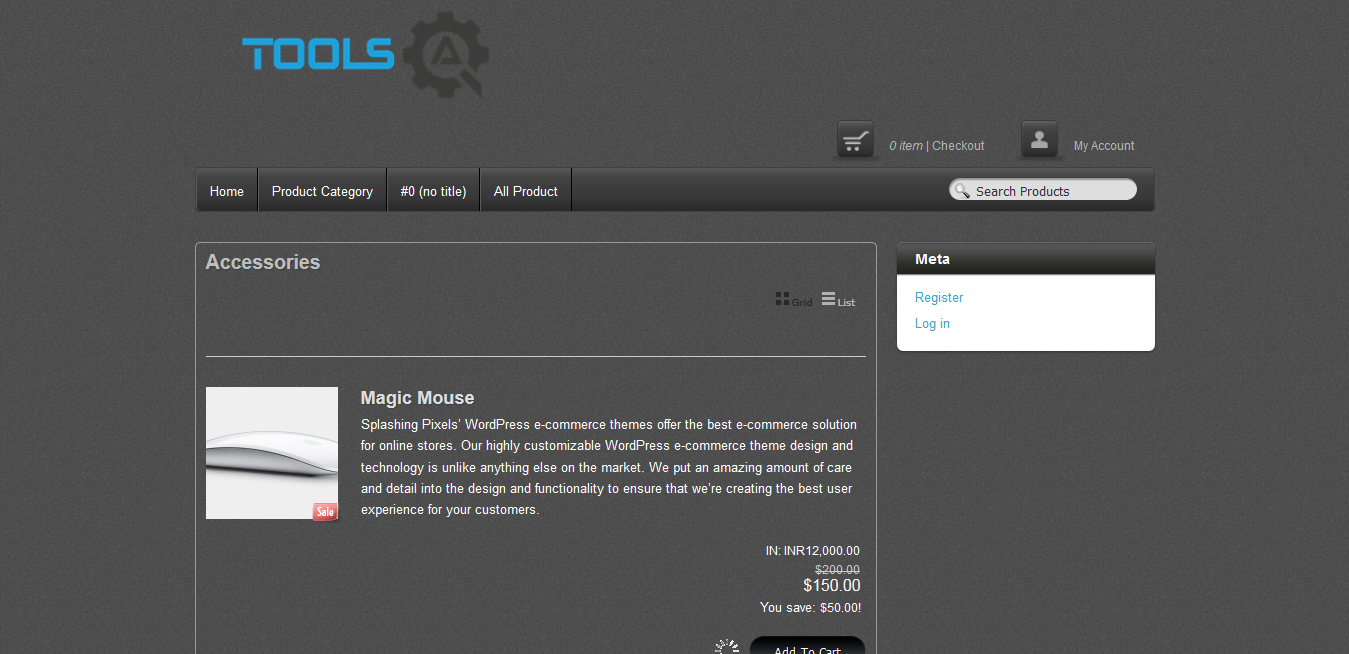 TOOLS QA
0 item | Checkout
My Account
Home
Product Category
#0 (no title)
All Product
Search Products
Accessories
Grid
List
Meta
Register
Log in
Magic Mouse
Splashing Pixels’ WordPress e-commerce themes offer the best e-commerce solution
for online stores. Our highly customizable WordPress e-commerce theme design and
technology is unlike anything else on the market. We put an amazing amount of care
and detail into the design and functionality to ensure that we’re creating the best user
experience for your customers.
Sale
IN: INR12,000.00
$200.00
$150.00
You save: $50.00!
Add To Cart